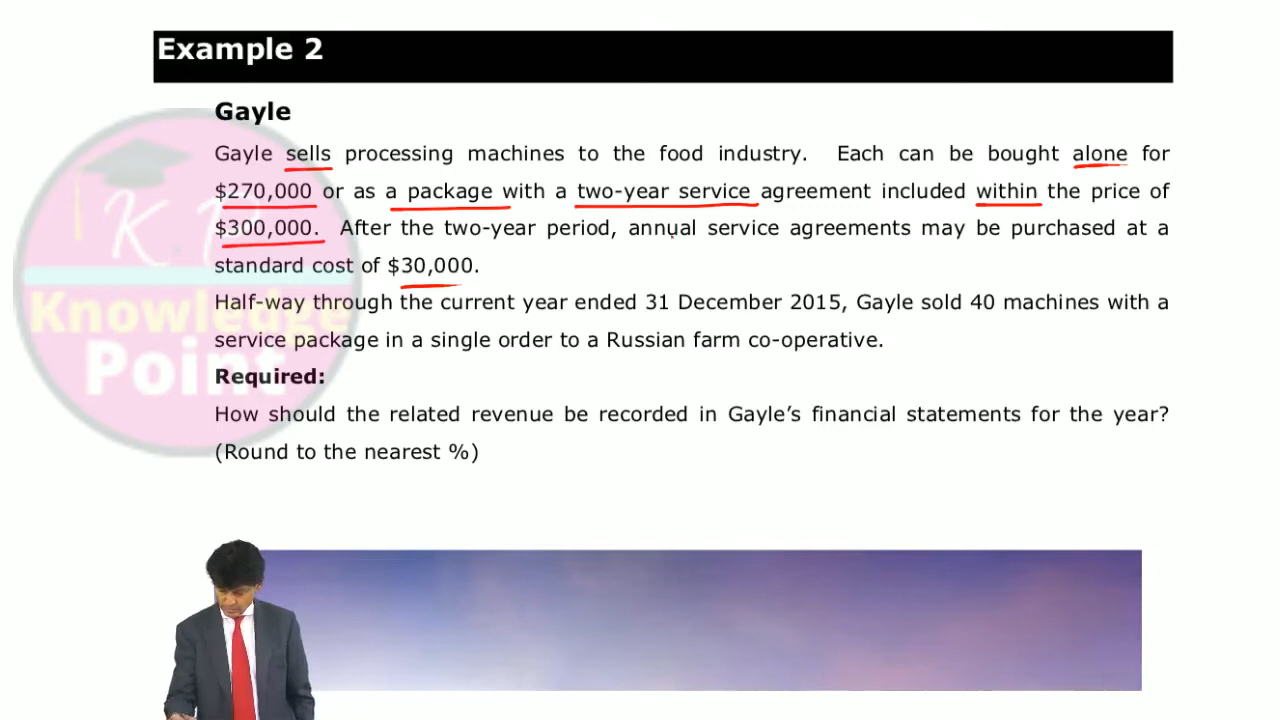 Example 2
Gayle
Gayle sells processing machines to the food industry. Each can be bought alone for
$270,000 or as a package with a two-year service agreement included within the price of
$300,000. After the two-year period, annual service agreements may be purchased at a
standard cost of $30,000.
Half-way through the current year ended 31 December 2015, Gayle sold 40 machines with a
service package in a single order to a Russian farm co-operative.
Required:
How should the related revenue be recorded in Gayle's financial statements for the year?
(Round to the nearest %)
K P
Knowledge
Point